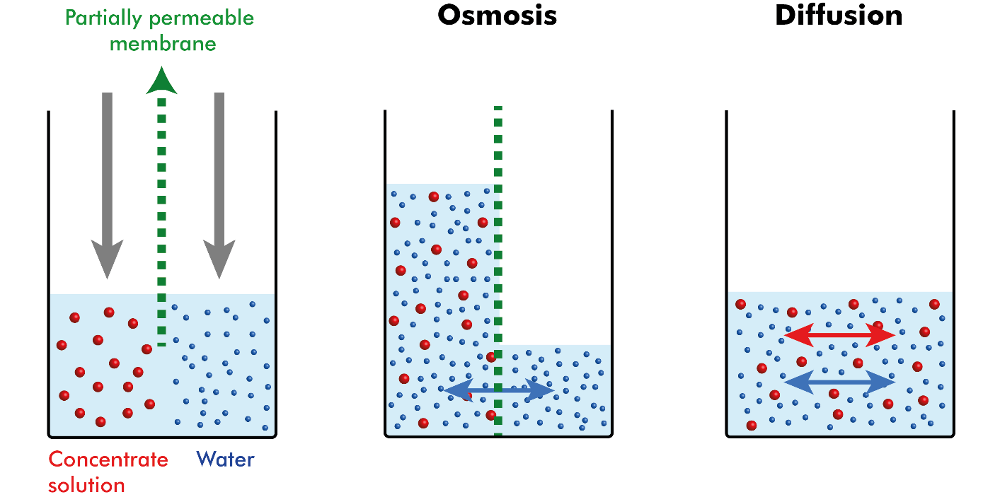 Partially permeable
membrane
Osmosis
Diffusion
Concentrate
solution
Water